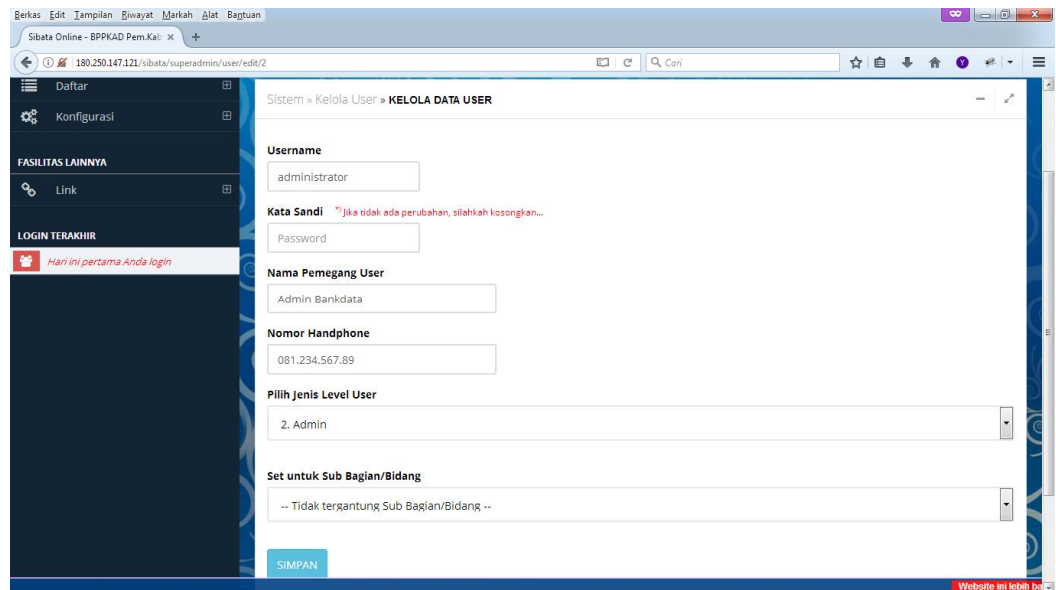 Berkas Edit Tampilan Riwayat Markah Alat Bantuan
Sibata Online - BPPKAD Pem.Kab
180.250.147.121/sibata/superadmin/user/edit/2
Cari
Daftar
Konfigurasi
FASILITAS LAINNYA
Link
LOGIN TERAKHIR
Hari ini pertama Anda login
Sistem » Kelola User » KELOLA DATA USER
Username
administrator
Kata Sandi *) Jika tidak ada perubahan, silahkah kosongkan...
Password
Nama Pemegang User
Admin Bankdata
Nomor Handphone
081.234.567.89
Pilih Jenis Level User
2. Admin
Set untuk Sub Bagian/Bidang
-- Tidak tergantung Sub Bagian/Bidang --
SIMPAN
Website ini lebih ba